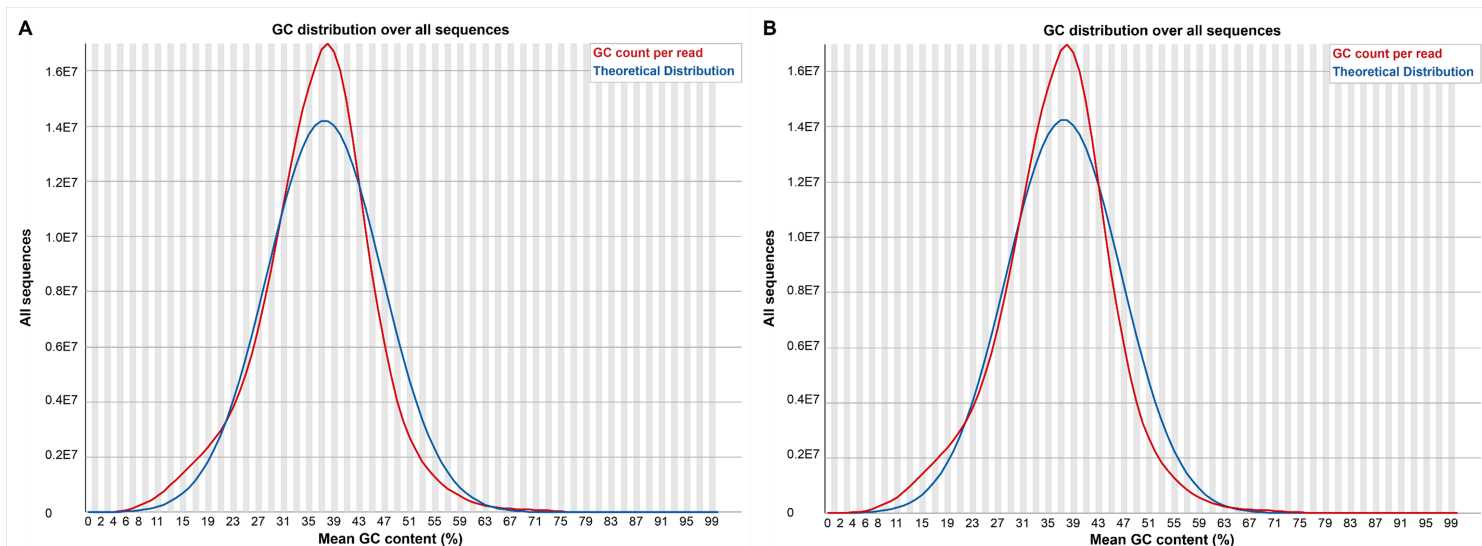 A
GC distribution over all sequences
GC count per read
Theoretical Distribution
All sequences
1.6E7
1.4E7
1.2E7
1.0E7
0.8E7
0.6E7
0.4E7
0.2E7
0
0 2 4 6 8 11 15 19 23 27 31 35 39 43 47 51 55 59 63 67 71 75 79 83 87 91 95 99
Mean GC content (%)
B
GC distribution over all sequences
GC count per read
Theoretical Distribution
All sequences
1.6E7
1.4E7
1.2E7
1.0E7
0.8E7
0.6E7
0.4E7
0.2E7
0
0 2 4 6 8 11 15 19 23 27 31 35 39 43 47 51 55 59 63 67 71 75 79 83 87 91 95 99
Mean GC content (%)